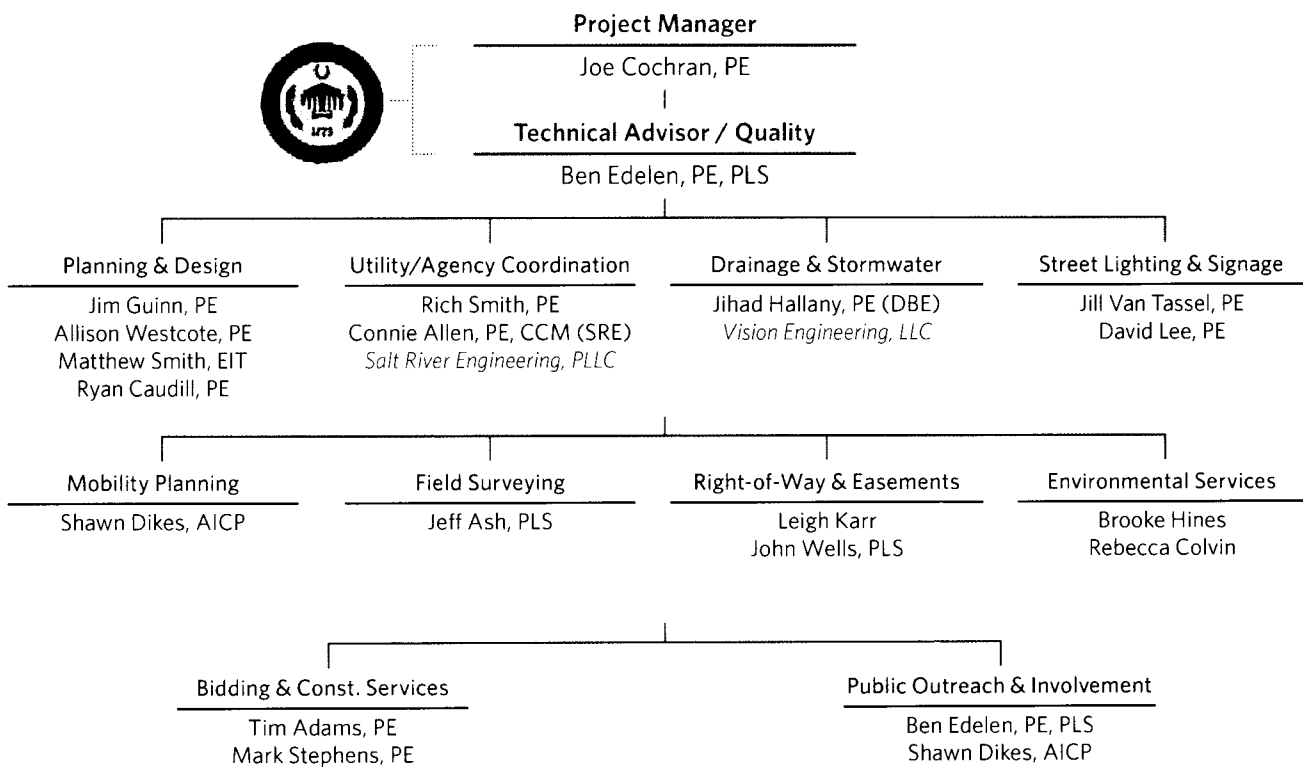 Project Manager
Joe Cochran, PE
1775
Technical Advisor / Quality
Ben Edelen, PE, PLS
Planning & Design
Jim Guinn, PE
Allison Westcote, PE
Matthew Smith, EIT
Ryan Caudill, PE
Utility/Agency Coordination
Rich Smith, PE
Connie Allen, PE, CCM (SRE)
Salt River Engineering, PLLC
Drainage & Stormwater
Jihad Hallany, PE (DBE)
Vision Engineering, LLC
Street Lighting & Signage
Jill Van Tassel, PE
David Lee, PE
Mobility Planning
Shawn Dikes, AICP
Field Surveying
Jeff Ash, PLS
Right-of-Way & Easements
Leigh Karr
John Wells, PLS
Environmental Services
Brooke Hines
Rebecca Colvin
Bidding & Const. Services
Tim Adams, PE
Mark Stephens, PE
Public Outreach & Involvement
Ben Edelen, PE, PLS
Shawn Dikes, AICP